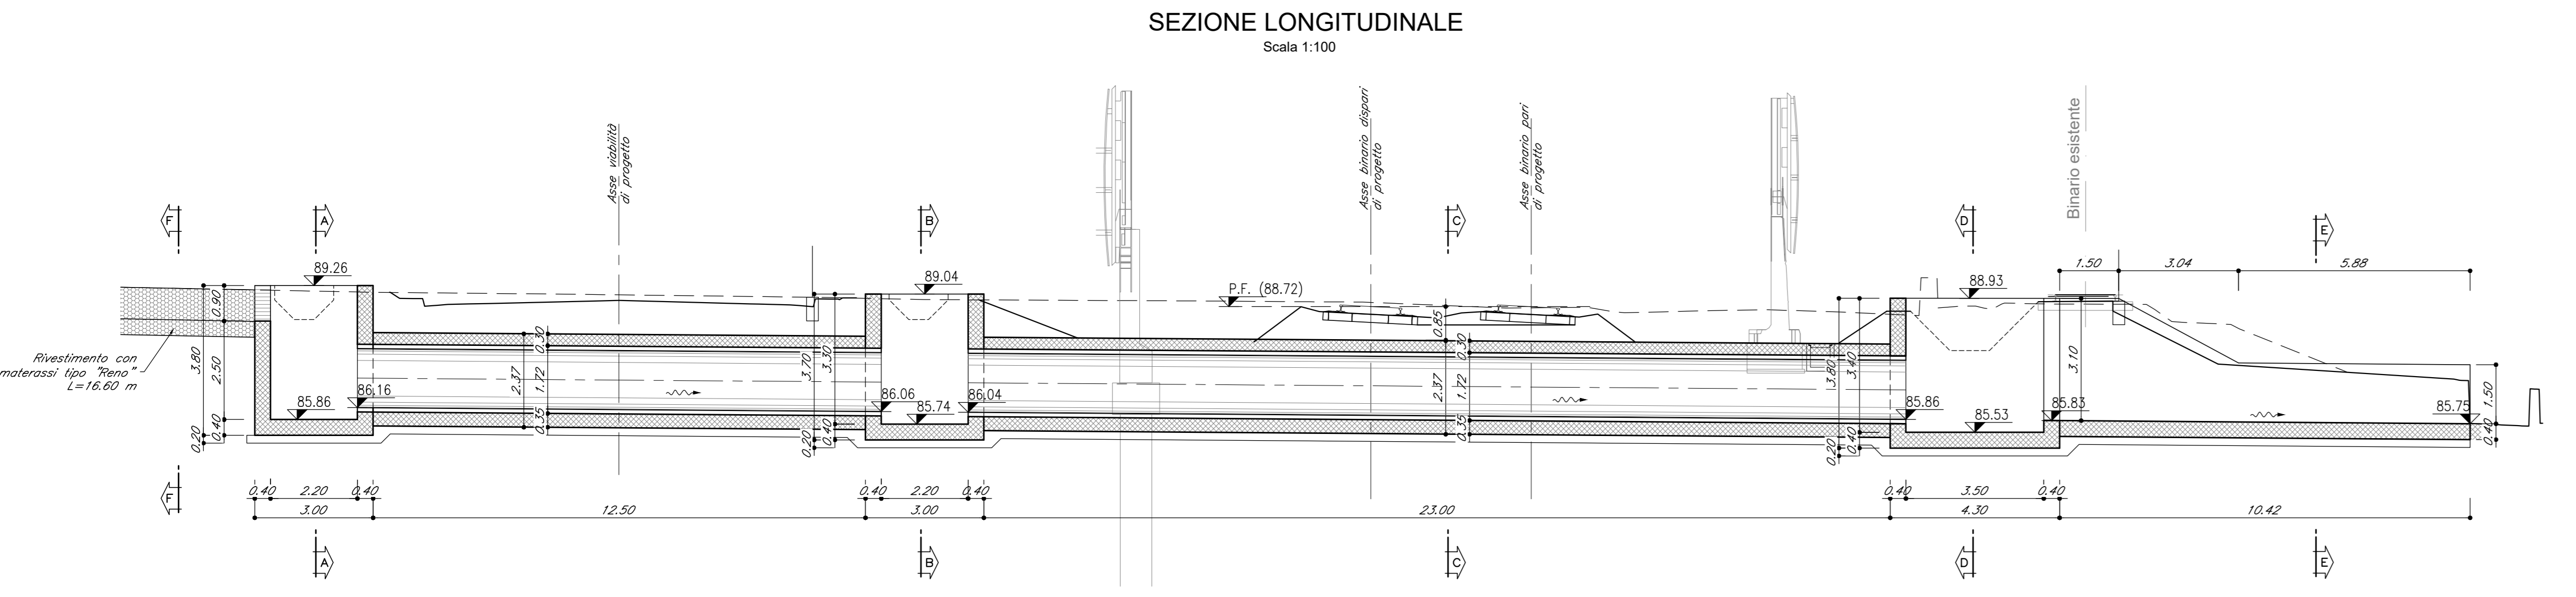 SEZIONE LONGITUDINALE
Scala 1:100
Asse viabilità
di progetto
Asse binario dispari
di progetto
Asse binario pari
di progetto
Binario esistente
F
A
B
C
D
E
89.26
89.04
P.F. (88.72)
88.93
1.50
3.04
5.88
0.90
3.80
2.50
0.40
0.20
Rivestimento con
materassi tipo "Reno"
L=16.60 m
85.86
86.16
2.37
0.30
1.72
0.35
3.70
3.30
0.20
0.40
86.06
85.74
86.04
0.85
2.37
0.30
1.72
0.35
3.80
3.40
0.20
0.40
85.86
85.53
85.83
3.10
85.75
1.50
0.40
F
0.40
2.20
0.40
0.40
2.20
0.40
0.40
3.50
0.40
3.00
12.50
3.00
23.00
4.30
10.42
A
B
C
D
E